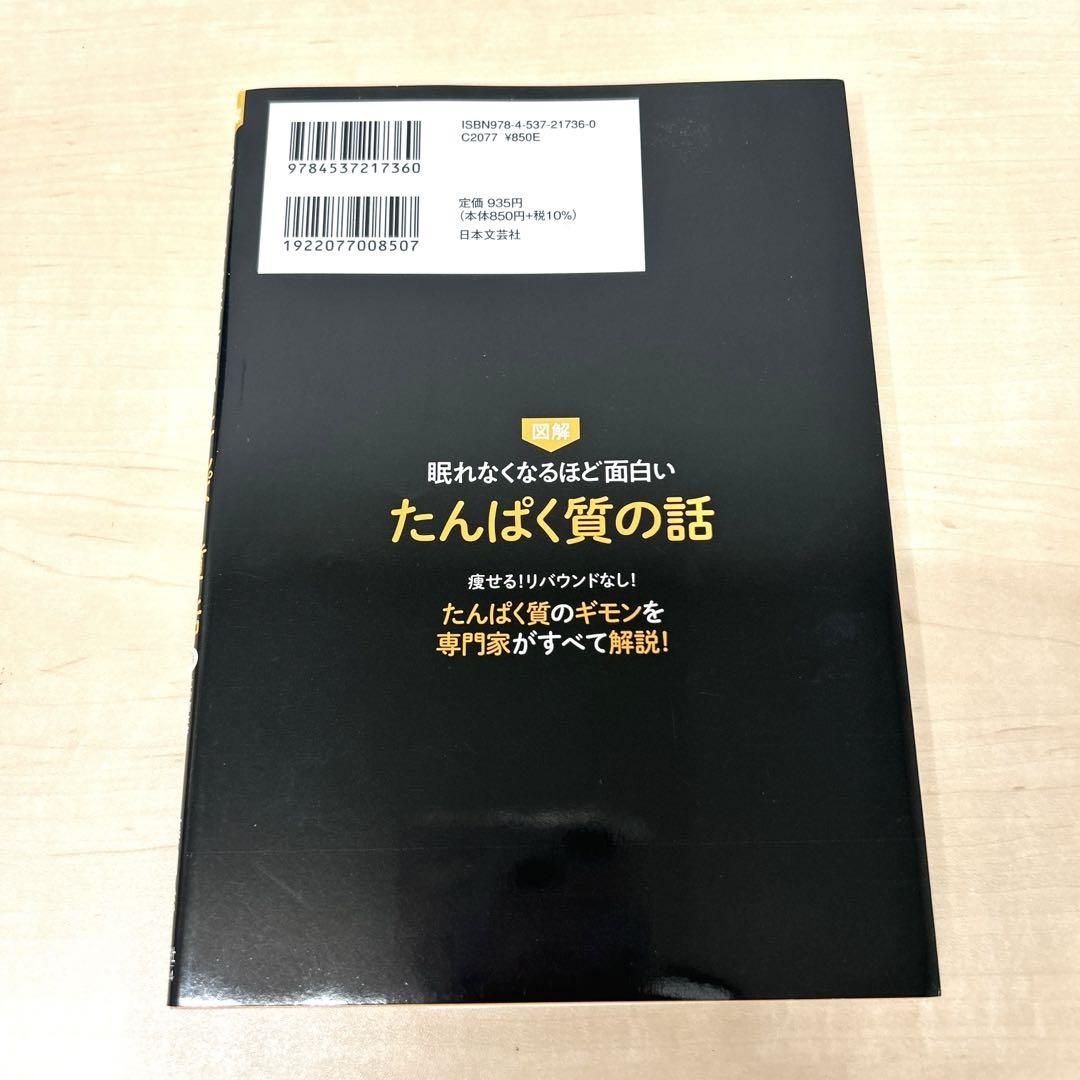 ISBN978-4-537-21736-0
C2077 ¥850E
9784537217360
定価 935円
(本体850円+税10%)
1922077008507
日本文芸社
図解
眠れなくなるほど面白い
たんぱく質の話
痩せる!リバウンドなし!
たんぱく質のギモンを
専門家がすべて解説!